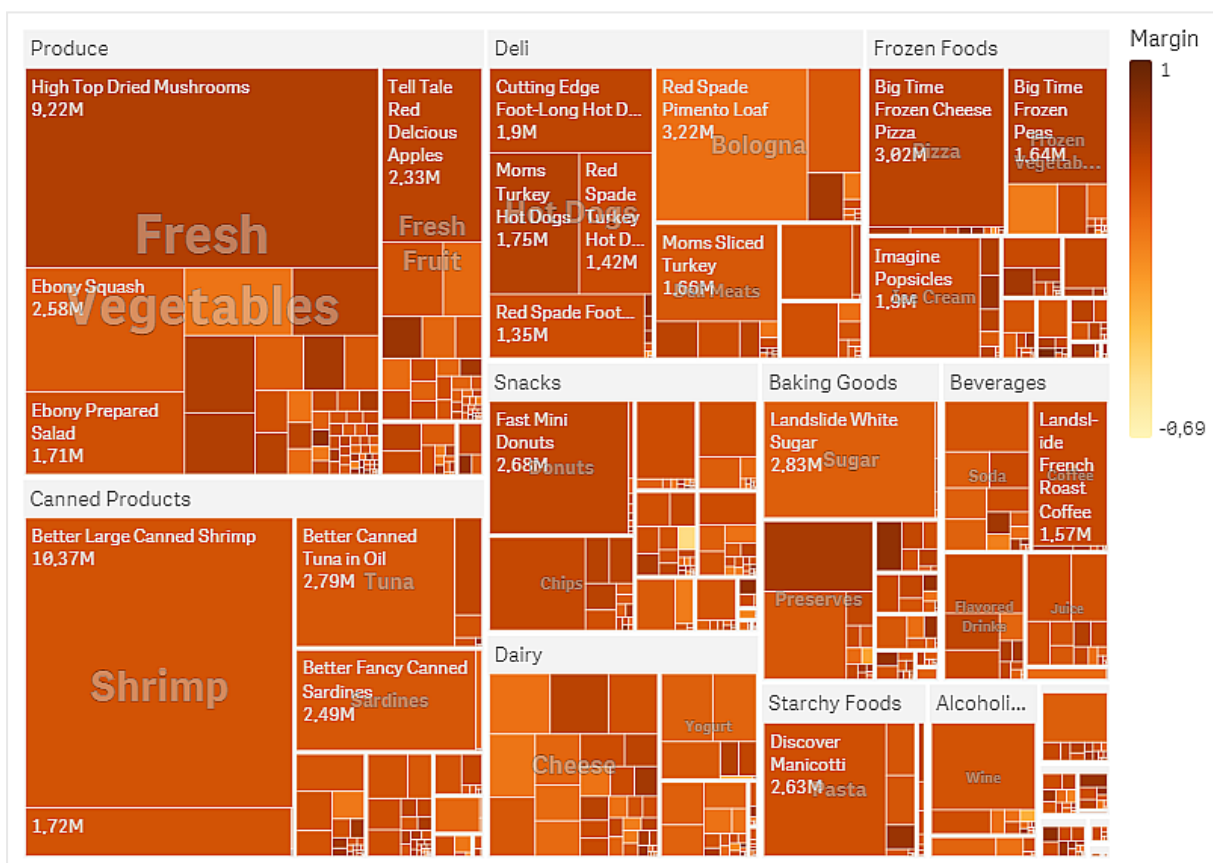 Produce
High Top Dried Mushrooms
9,22M
Fresh
Vegetables
Ebony Squash
2,58M
Ebony Prepared
Salad
1,71M
Tell Tale
Red
Delcious
Apples
2,33M
Fresh
Fruit
Canned Products
Better Large Canned Shrimp
10,37M
Shrimp
1,72M
Better Canned
Tuna in Oil
2,79M
Tuna
Better Fancy Canned
Sardines
2,49M
Sardines
Deli
Cutting Edge
Foot-Long Hot D...
1,9M
Moms
Turkey
Hot Dogs
1,75M
Red
Spade
Turkey
Hot D...
1,42M
Hot Dogs
Red Spade Foot...
1,35M
Red Spade
Pimento Loaf
3,22M
Bologna
Moms Sliced
Turkey
1,66M
Deli Meats
Frozen Foods
Big Time
Frozen Cheese
Pizza
3,02M
Pizza
Big Time
Frozen
Peas
1,64M
Frozen
Vegetab...
Imagine
Popsicles
1,9M
Ice Cream
Snacks
Fast Mini
Donuts
2,68M
Donuts
Chips
Dairy
Cheese
Yogurt
Baking Goods
Landslide White
Sugar
2,83M
Sugar
Preserves
Beverages
Soda
Landsl-
ide
French
Roast
Coffee
1,57M
Coffee
Flavored
Drinks
Juice
Starchy Foods
Discover
Manicotti
2,63M
Pasta
Alcoholi...
Wine
Margin
1
-0,69